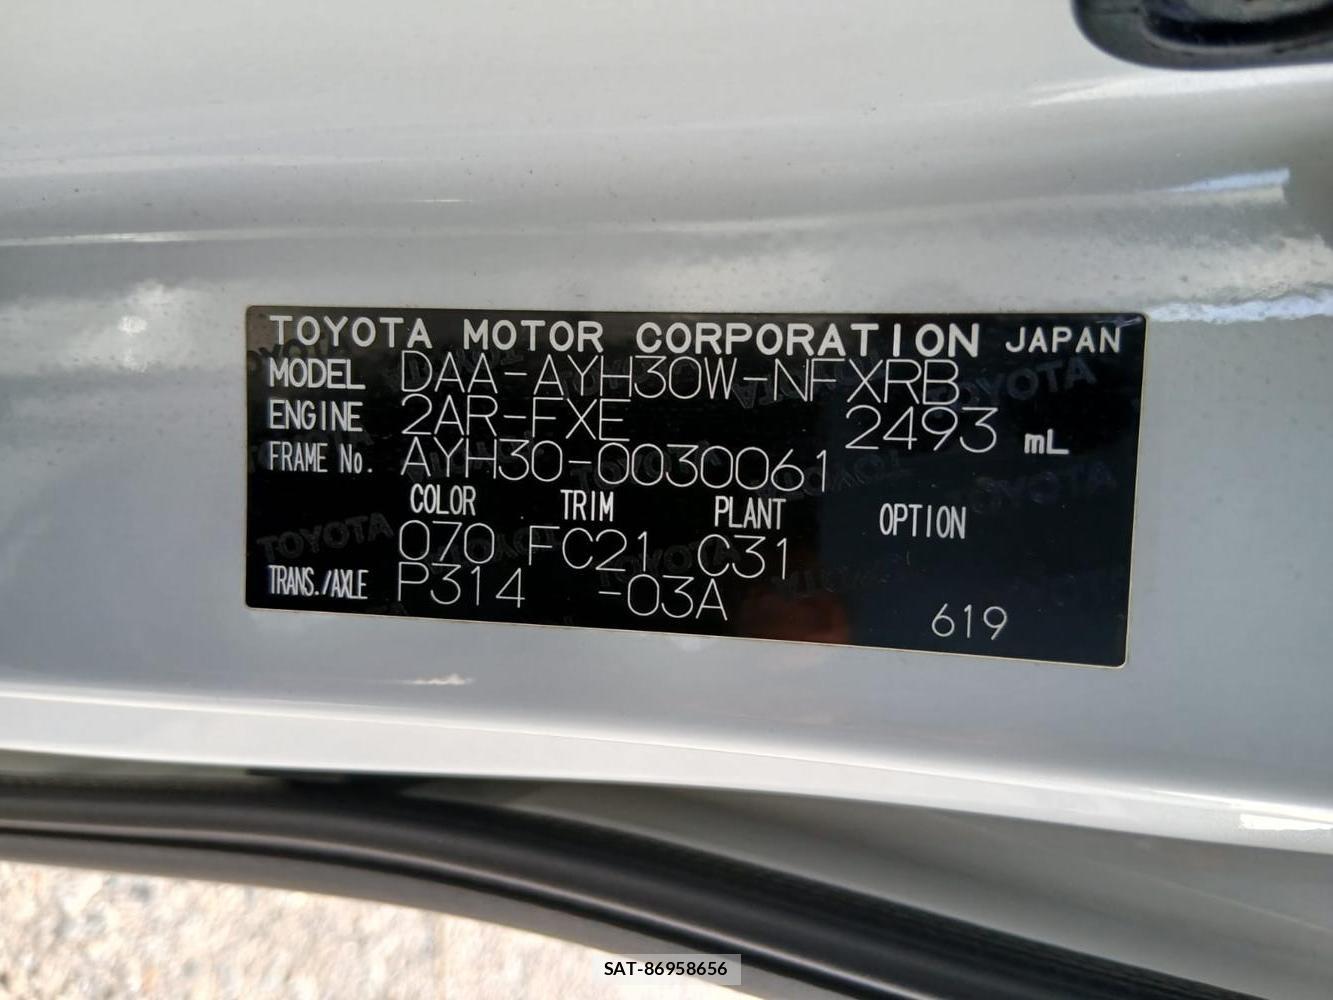 TOYOTA MOTOR CORPORATION JAPAN
MODEL DAA-AYH30W-NFXRB
ENGINE 2AR-FXE 2493 mL
FRAME No. AYH30-0030061
COLOR TRIM PLANT OPTION
070 FC21 C31
TRANS./AXLE P314 -03A
619
SAT-86958656